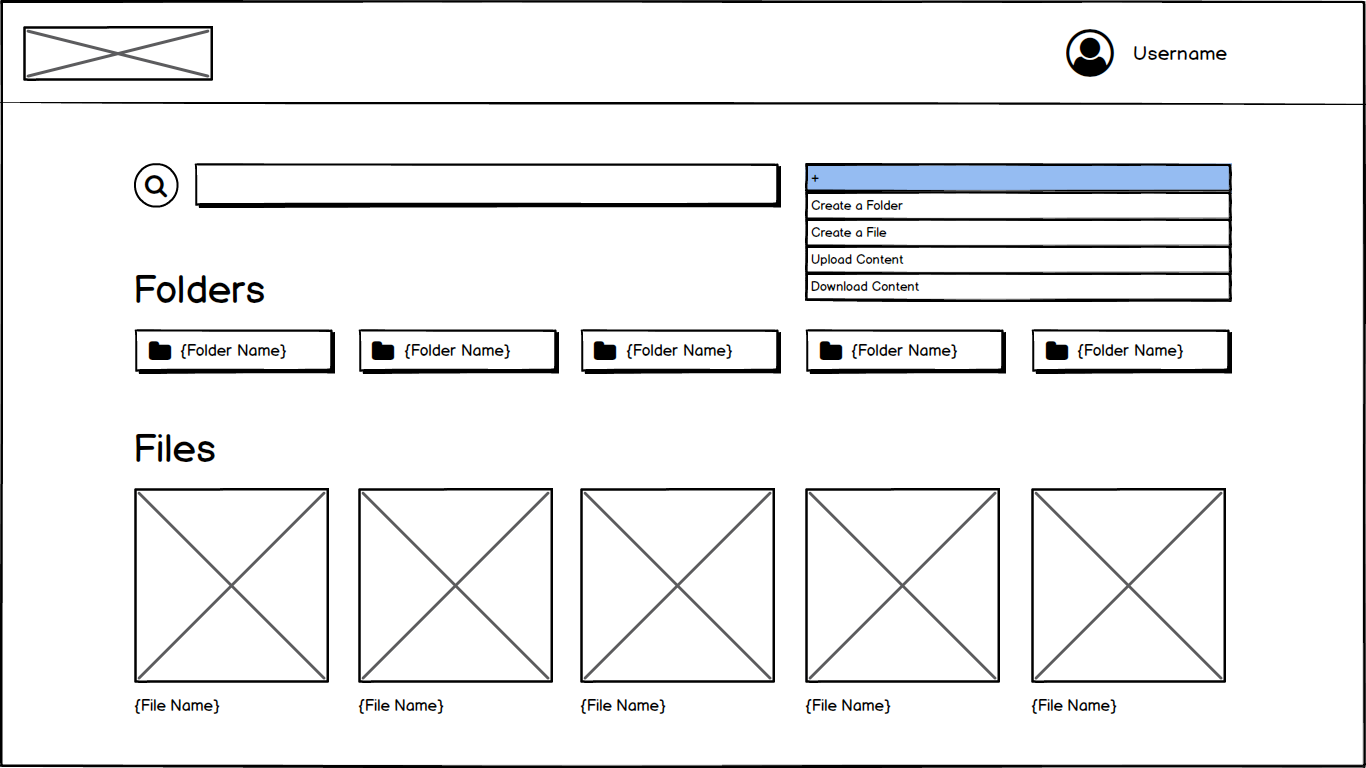 Username
+
Create a Folder
Create a File
Upload Content
Download Content
Folders
{Folder Name} {Folder Name} {Folder Name} {Folder Name} {Folder Name}
Files
{File Name} {File Name} {File Name} {File Name} {File Name}